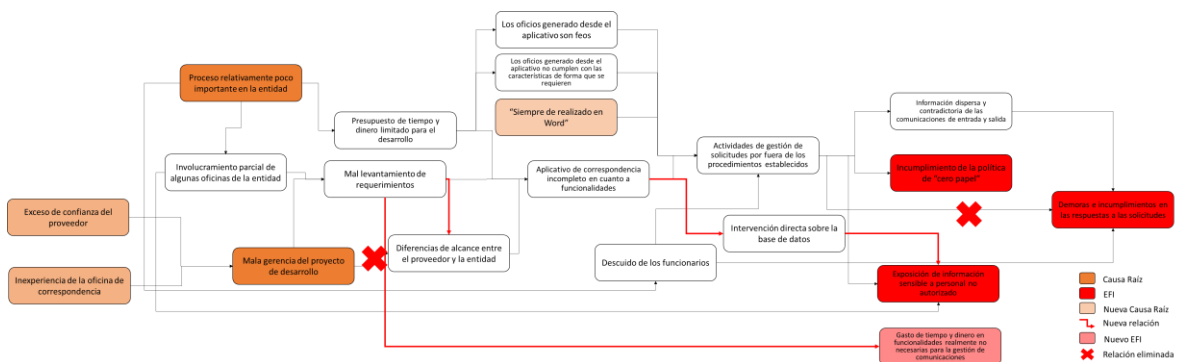 Los oficios generado desde el
aplicativo son feos
Los oficios generado desde el
aplicativo no cumplen con las
características de forma que se
requieren
Proceso relativamente poco
importante en la entidad
"Siempre de realizado en
Word"
Información dispersa y
contradictoria de las
comunicaciones de entrada y salida
Presupuesto de tiempo y
dinero limitado para el
desarrollo
Actividades de gestión de
solicitudes por fuera de los
procedimientos establecidos
Involucramiento parcial de
algunas oficinas de la entidad
Mal levantamiento de
requerimientos
Aplicativo de correspondencia
incompleto en cuanto a
funcionalidades
Incumplimiento de la política
de "cero papel"
Exceso de confianza del
proveedor
Demoras o incumplimientos en
las respuestas a las solicitudes
Intervención directa sobre la
base de datos
Mala gerencia del proyecto
de desarrollo
Diferencias de alcance entre
el proveedor y la entidad
Descuido de los funcionarios
Inexperiencia de la oficina de
correspondencia
Exposición de información
sensible a personal no
autorizado
Gasto de tiempo y dinero en
funcionalidades realmente no
necesarias para la gestión de
comunicaciones
Causa Raíz
EFI
Nueva Causa Raíz
Nueva relación
Nuevo EFI
Relación eliminada